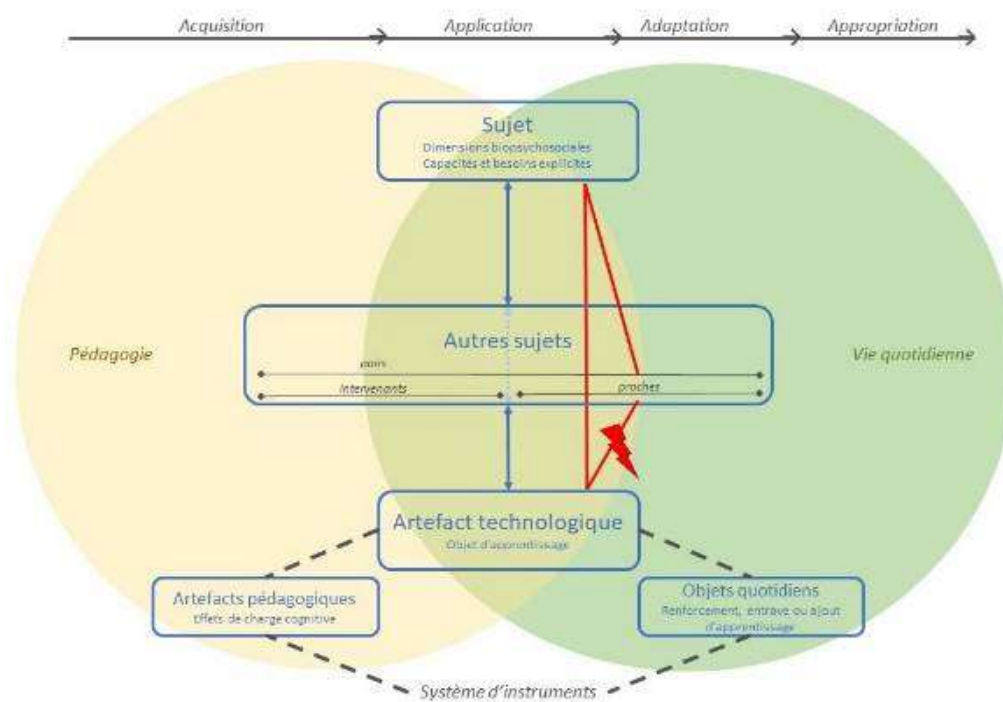 Acquisition Application Adaptation Appropriation
Sujet
Dimensions biopsychosociales
Capacités et besoins explicités
Pédagogie
Autres sujets
Vie quotidienne
pairs
Intervenants proches
Artefact technologique
Objet d'apprentissage
Artefacts pédagogiques
Effets de charge cognitive
Objets quotidiens
Renforcement, entrave ou ajout
d'apprentissage
Système d'instruments